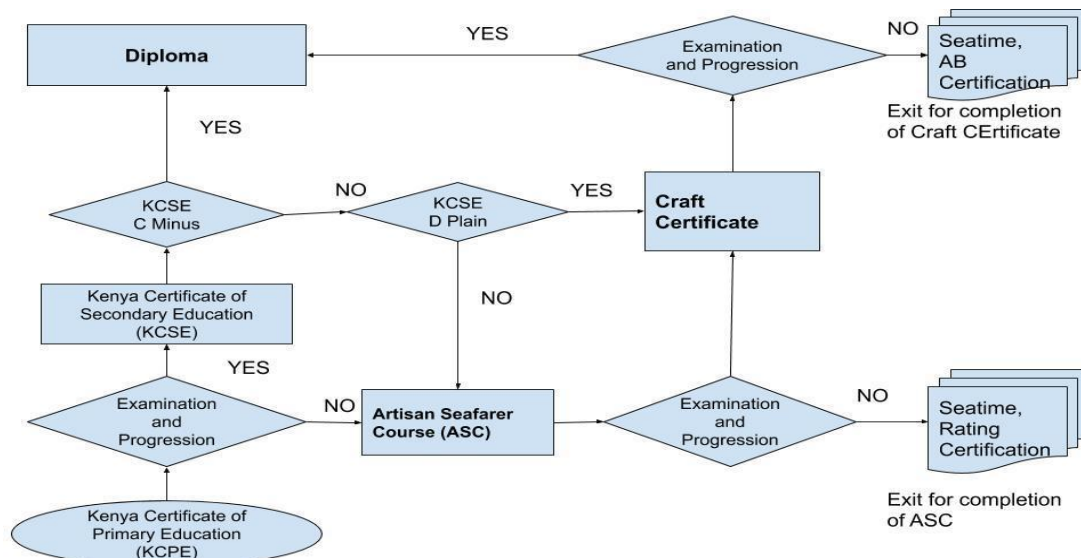 YES
Diploma
Examination
and Progression
NO
Seatime,
AB
Certification
Exit for completion
of Craft CErtificate
YES
KCSE
C Minus
NO
KCSE
D Plain
YES
Craft
Certificate
NO
Kenya Certificate of
Secondary Education
(KCSE)
YES
Examination
and
Progression
NO
Artisan Seafarer
Course (ASC)
Examination
and
Progression
NO
Seatime,
Rating
Certification
Exit for completion
of ASC
Kenya Certificate of
Primary Education
(KCPE)